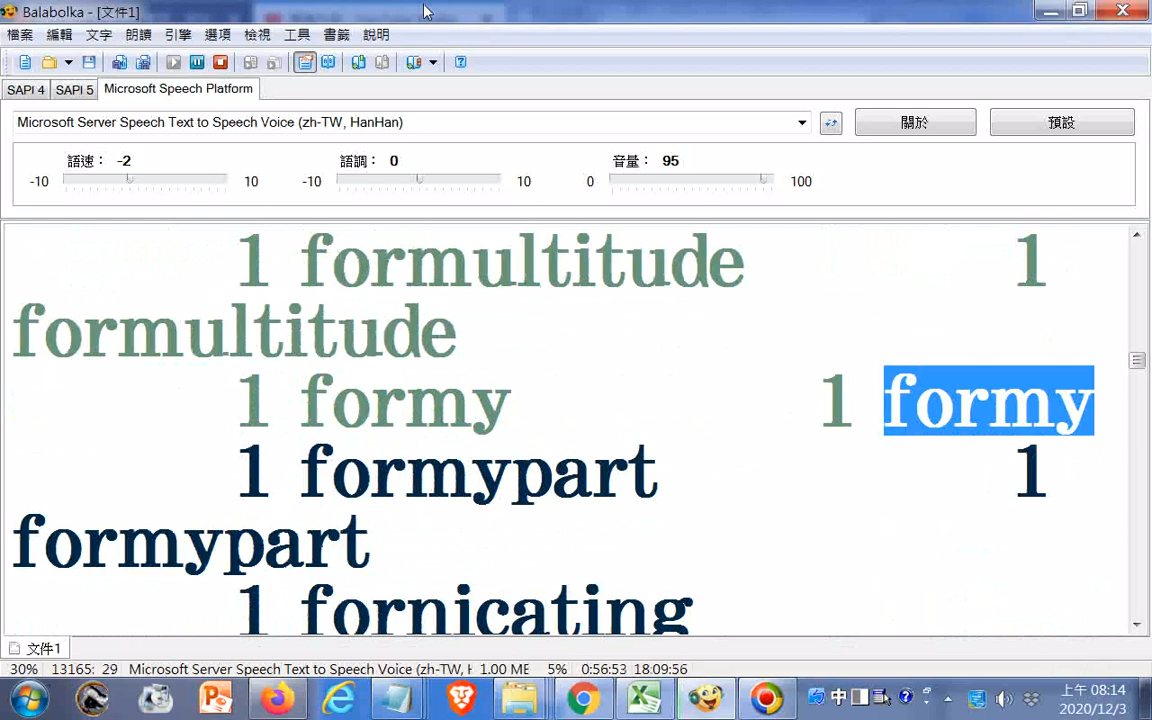 Balabolka - [文件1]
檔案 編輯 文字 朗讀 引擎 選項 檢視 工具 書籤 說明
SAPI 4 SAPI 5 Microsoft Speech Platform
Microsoft Server Speech Text to Speech Voice (zh-TW, HanHan) 關於 預設
語速： -2 語調： 0 音量： 95
-10 10 -10 10 0 100
1 formultitude 1
formultitude
1 formy 1 formy
1 formypart 1
formypart
1 fornicating
文件1
30% 13165: 29 Microsoft Server Speech Text to Speech Voice (zh-TW, H 1.00 ME 5% 0:56:53 18:09:56
中 上午 08:14
2020/12/3